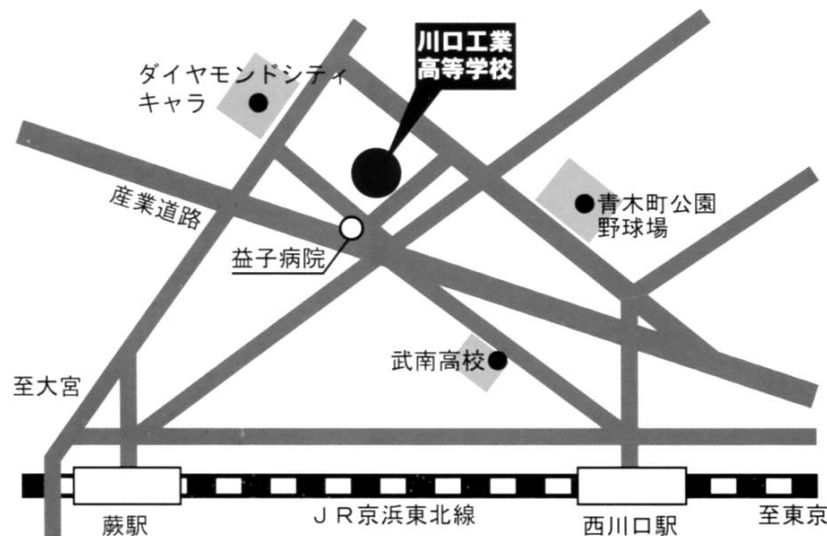 川口工業
高等学校
ダイヤモンドシティ
キャラ
産業道路
益子病院
青木町公園
野球場
武南高校
至大宮
蕨駅
JR京浜東北線
西川口駅
至東京